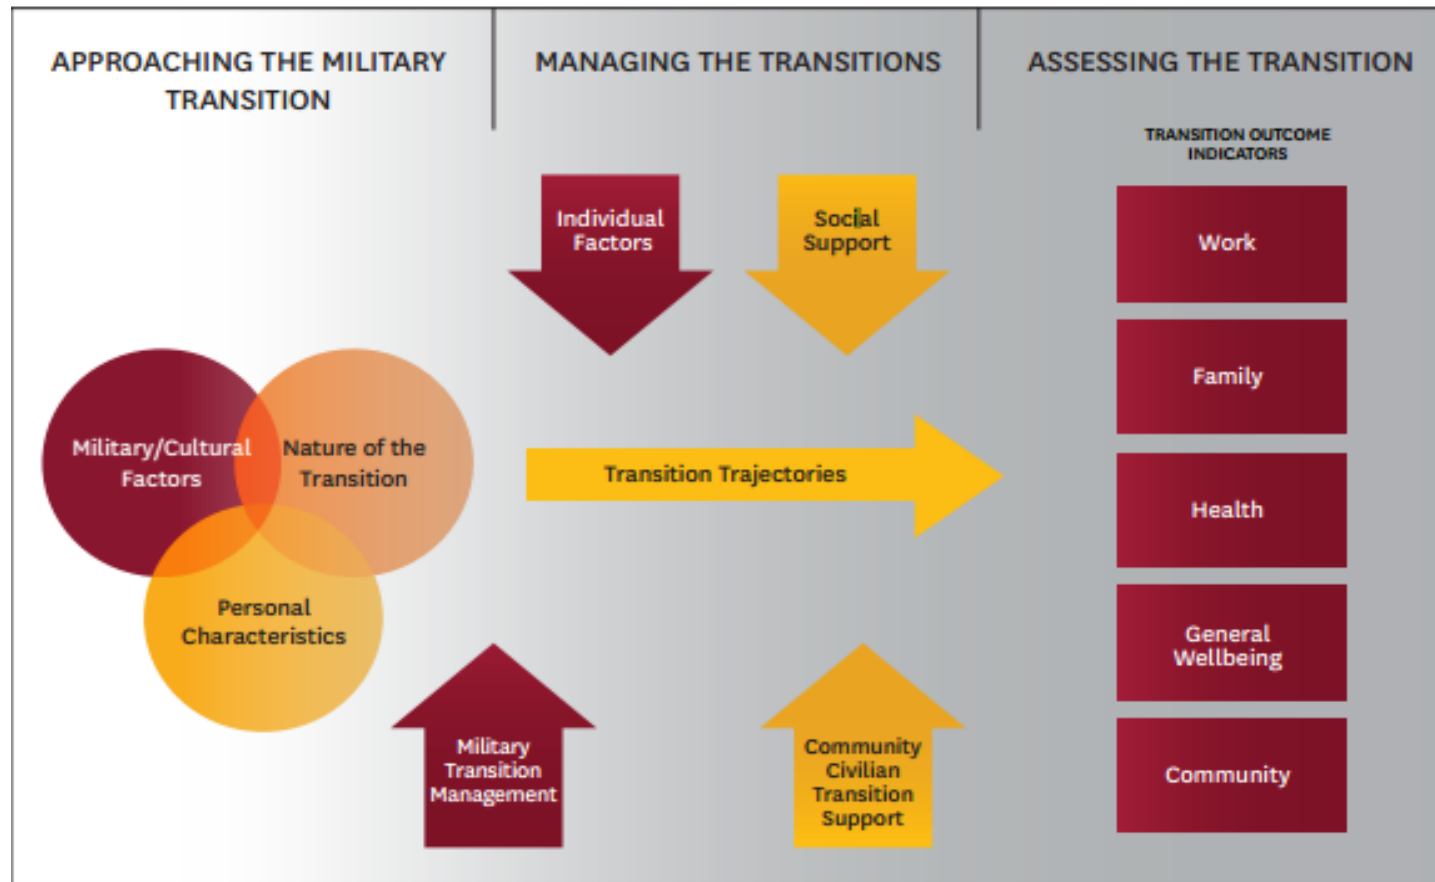 APPROACHING THE MILITARY
TRANSITION
MANAGING THE TRANSITIONS
ASSESSING THE TRANSITION
TRANSITION OUTCOME
INDICATORS
Individual
Factors
Social
Support
Work
Family
Military/Cultural
Factors
Nature of the
Transition
Transition Trajectories
Health
Personal
Characteristics
General
Wellbeing
Military
Transition
Management
Community
Civilian
Transition
Support
Community